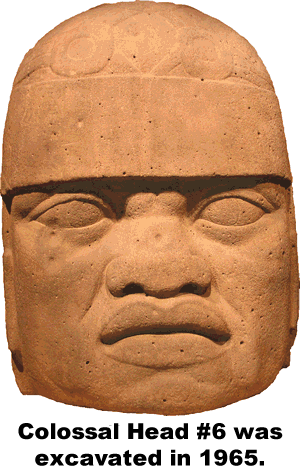 Colossal Head #6 was
excavated in 1965.